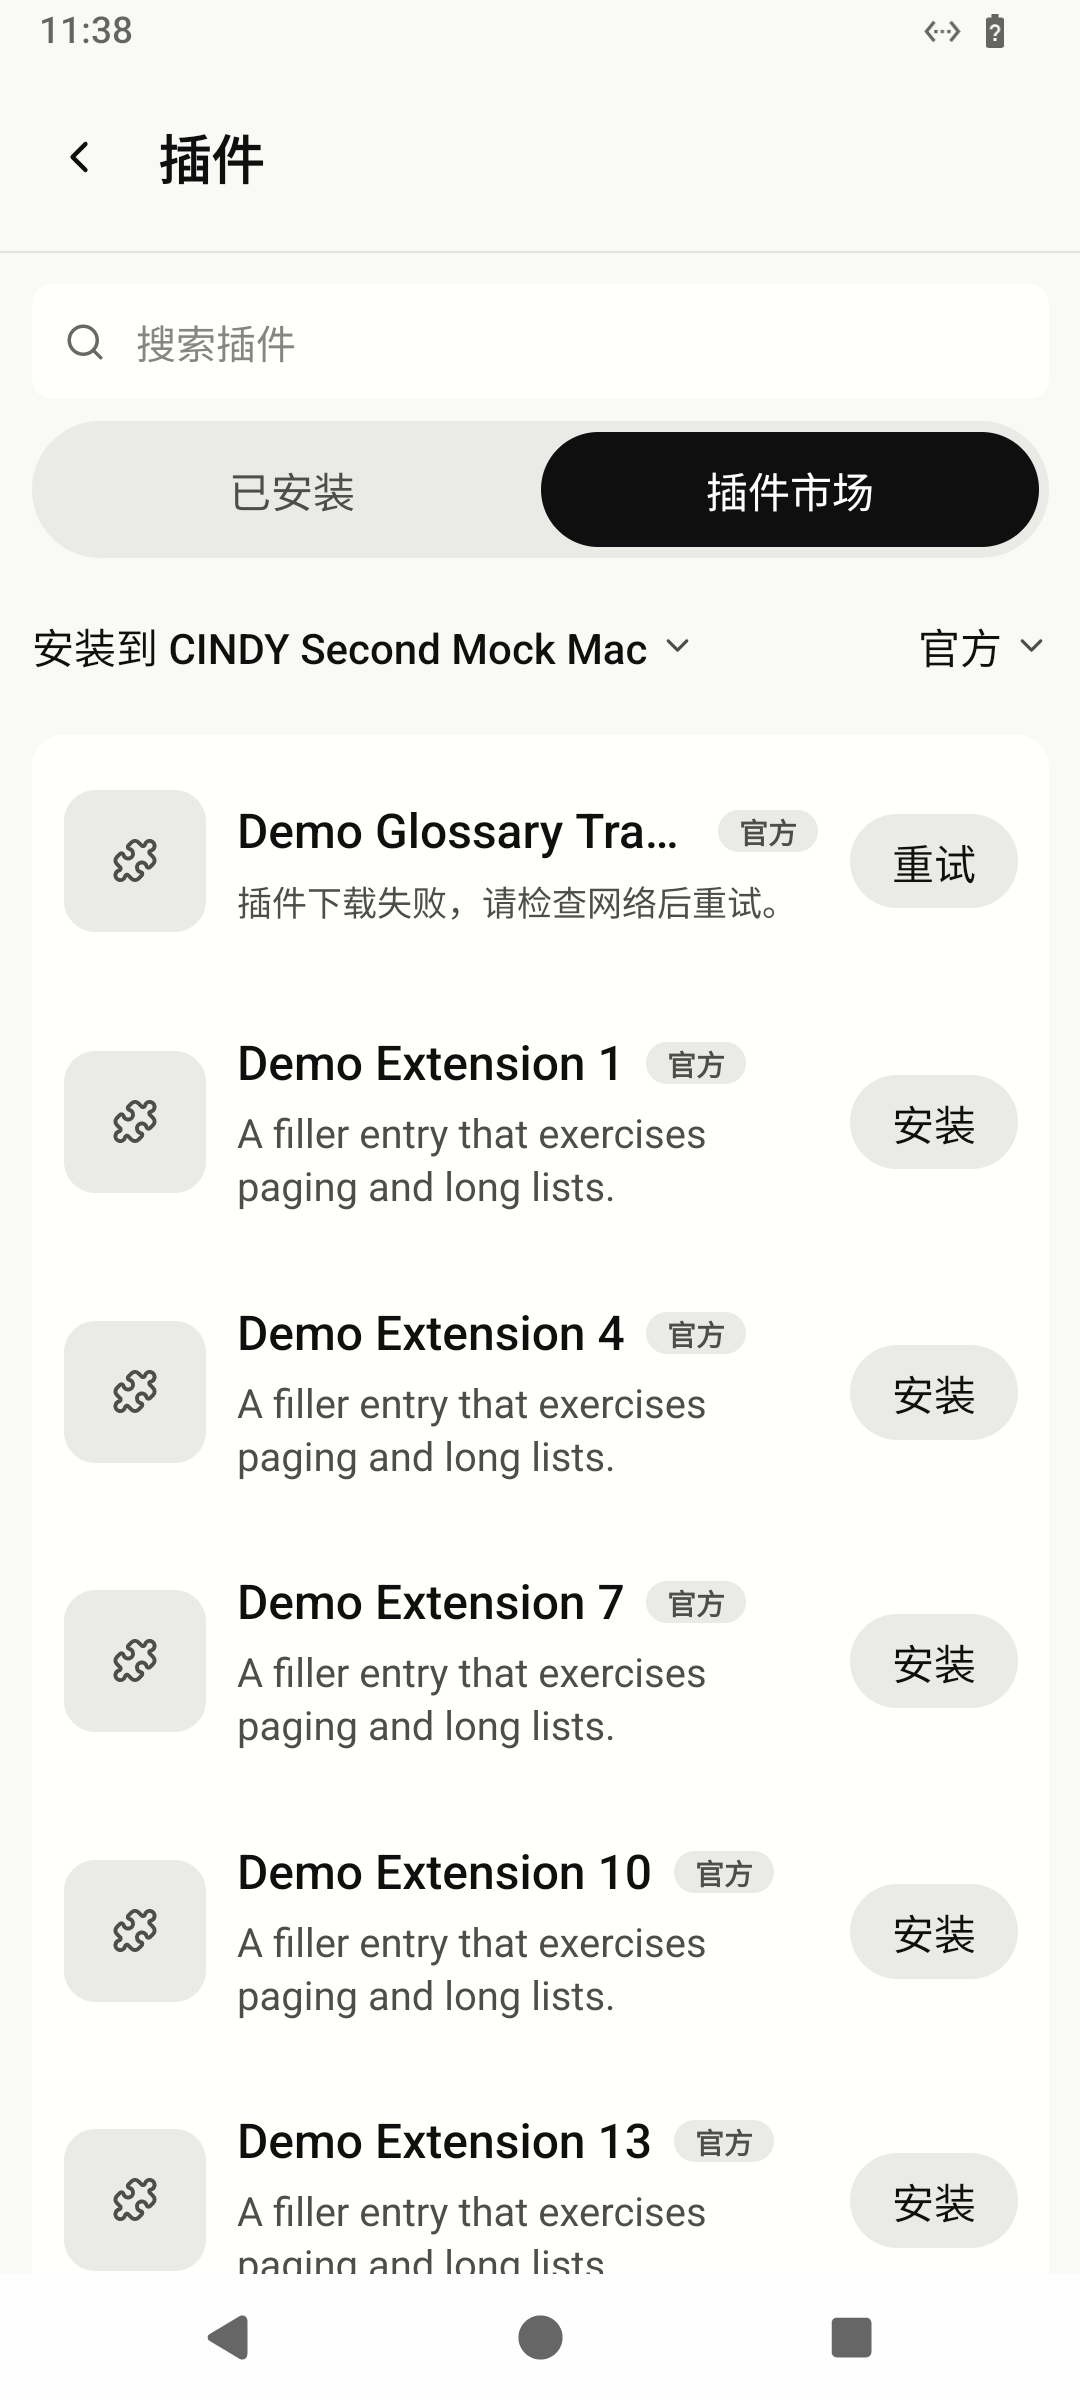 11:38
插件
搜索插件
已安装
插件市场
安装到 CINDY Second Mock Mac
官方
Demo Glossary Tra...
官方
插件下载失败，请检查网络后重试。
重试
Demo Extension 1
官方
A filler entry that exercises
paging and long lists.
安装
Demo Extension 4
官方
A filler entry that exercises
paging and long lists.
安装
Demo Extension 7
官方
A filler entry that exercises
paging and long lists.
安装
Demo Extension 10
官方
A filler entry that exercises
paging and long lists.
安装
Demo Extension 13
官方
A filler entry that exercises
paging and long lists
安装